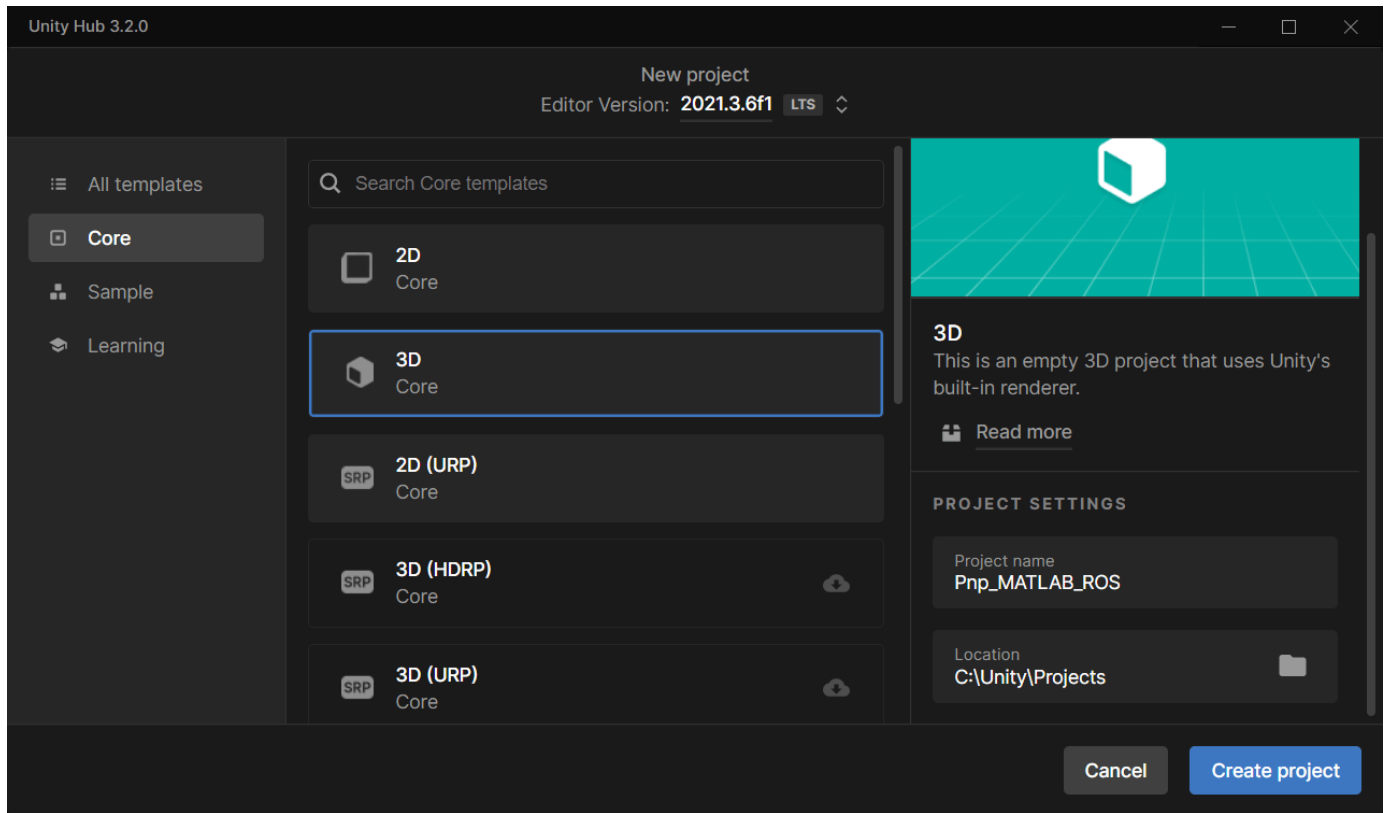 Unity Hub 3.2.0
New project
Editor Version: 2021.3.6f1 LTS
All templates
Core
Sample
Learning
Search Core templates
2D
Core
3D
Core
SRP
2D (URP)
Core
SRP
3D (HDRP)
Core
SRP
3D (URP)
Core
3D
This is an empty 3D project that uses Unity's
built-in renderer.
Read more
PROJECT SETTINGS
Project name
Pnp_MATLAB_ROS
Location
C:\Unity\Projects
Cancel
Create project